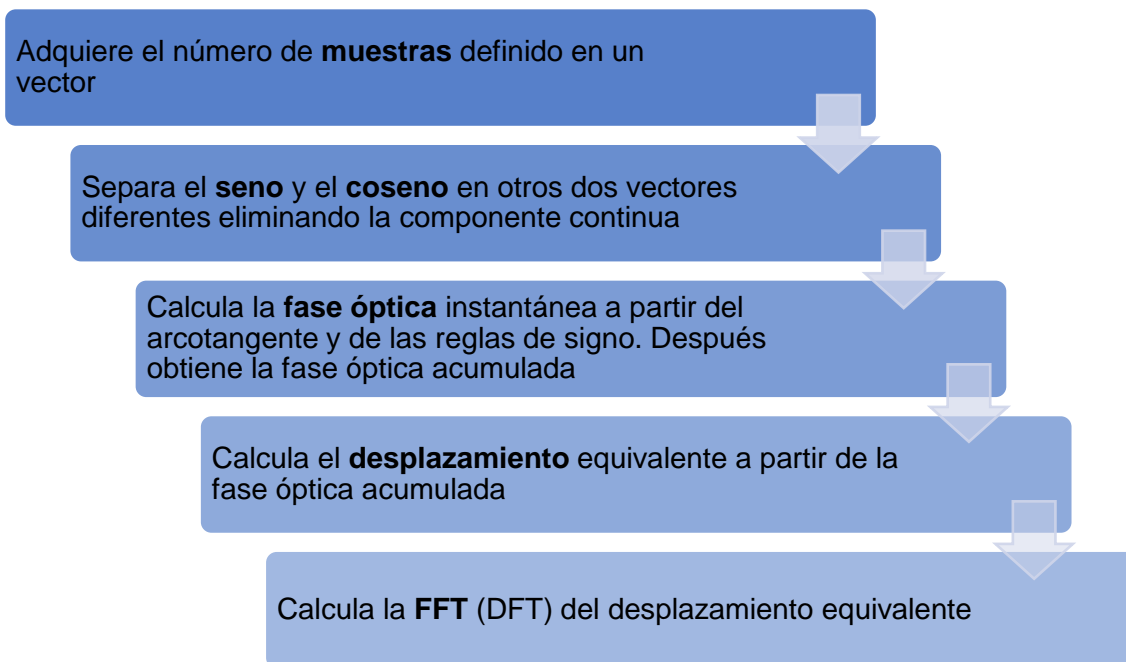 Adquiere el número de muestras definido en un
vector
Separa el seno y el coseno en otros dos vectores
diferentes eliminando la componente continua
Calcula la fase óptica instantánea a partir del
arcotangente y de las reglas de signo. Después
obtiene la fase óptica acumulada
Calcula el desplazamiento equivalente a partir de la
fase óptica acumulada
Calcula la FFT (DFT) del desplazamiento equivalente